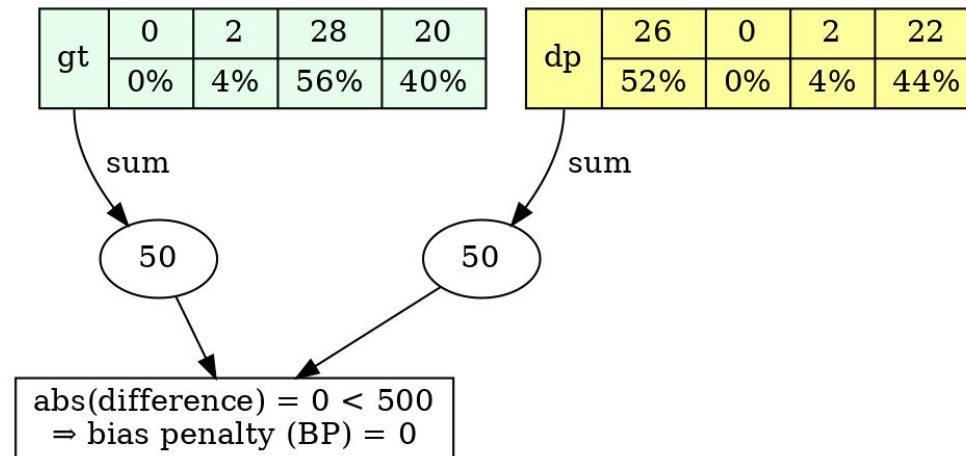 gt 0 2 28 20
0% 4% 56% 40%
dp 26 0 2 22
52% 0% 4% 44%
sum
sum
50
50
abs(difference) = 0 < 500
⇒ bias penalty (BP) = 0